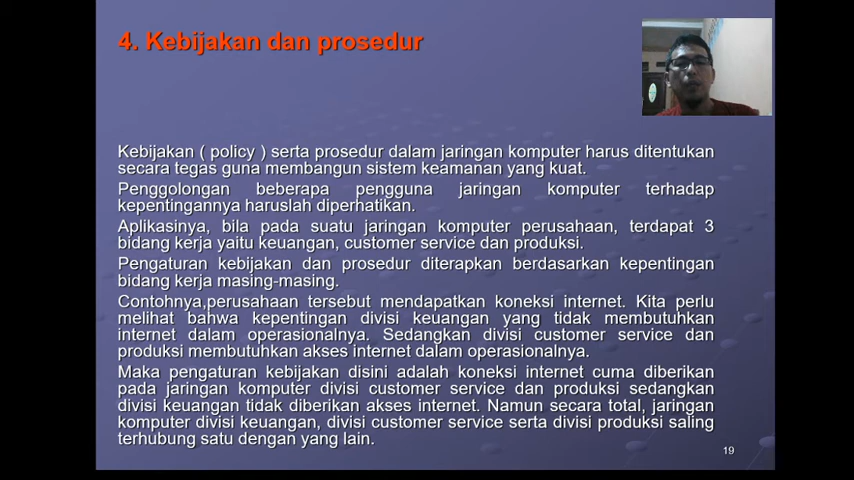 4. Kebijakan dan prosedur
Kebijakan ( policy ) serta prosedur dalam jaringan komputer harus ditentukan
secara tegas guna membangun sistem keamanan yang kuat.
Penggolongan beberapa pengguna jaringan komputer terhadap
kepentingannya haruslah diperhatikan.
Aplikasinya, bila pada suatu jaringan komputer perusahaan, terdapat 3
bidang kerja yaitu keuangan, customer service dan produksi.
Pengaturan kebijakan dan prosedur diterapkan berdasarkan kepentingan
bidang kerja masing-masing.
Contohnya,perusahaan tersebut mendapatkan koneksi internet. Kita perlu
melihat bahwa kepentingan divisi keuangan yang tidak membutuhkan
internet dalam operasionalnya. Sedangkan divisi customer service dan
produksi membutuhkan akses internet dalam operasionalnya.
Maka pengaturan kebijakan disini adalah koneksi internet cuma diberikan
pada jaringan komputer divisi customer service dan produksi sedangkan
divisi keuangan tidak diberikan akses internet. Namun secara total, jaringan
komputer divisi keuangan, divisi customer service serta divisi produksi saling
terhubung satu dengan yang lain.
19